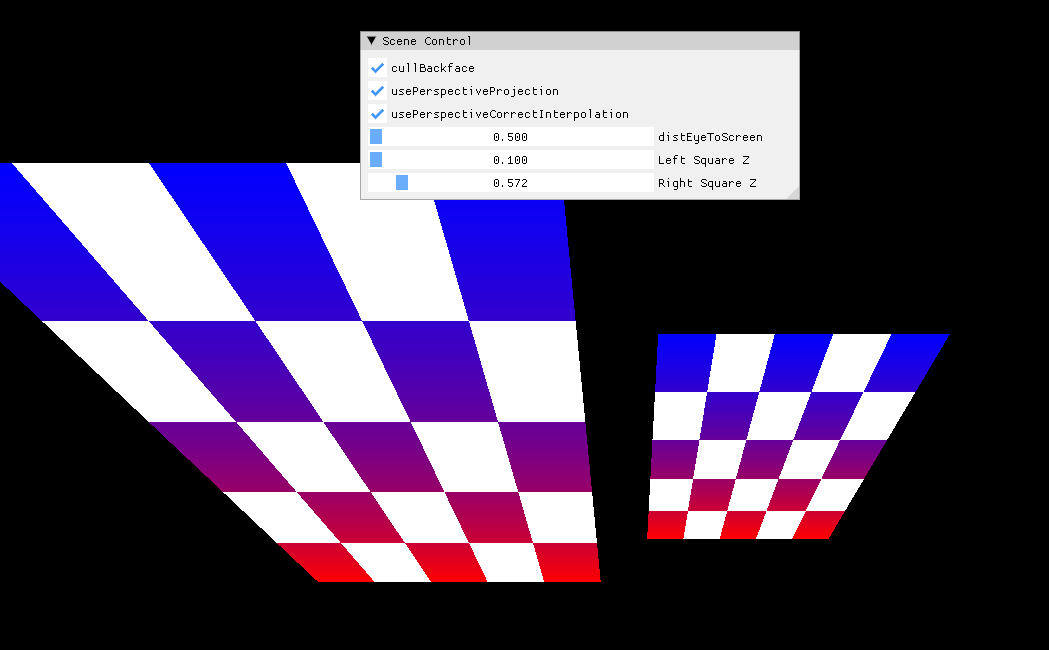 Scene Control
cullBackface
usePerspectiveProjection
usePerspectiveCorrectInterpolation
0.500 distEyeToScreen
0.100 Left Square Z
0.572 Right Square Z